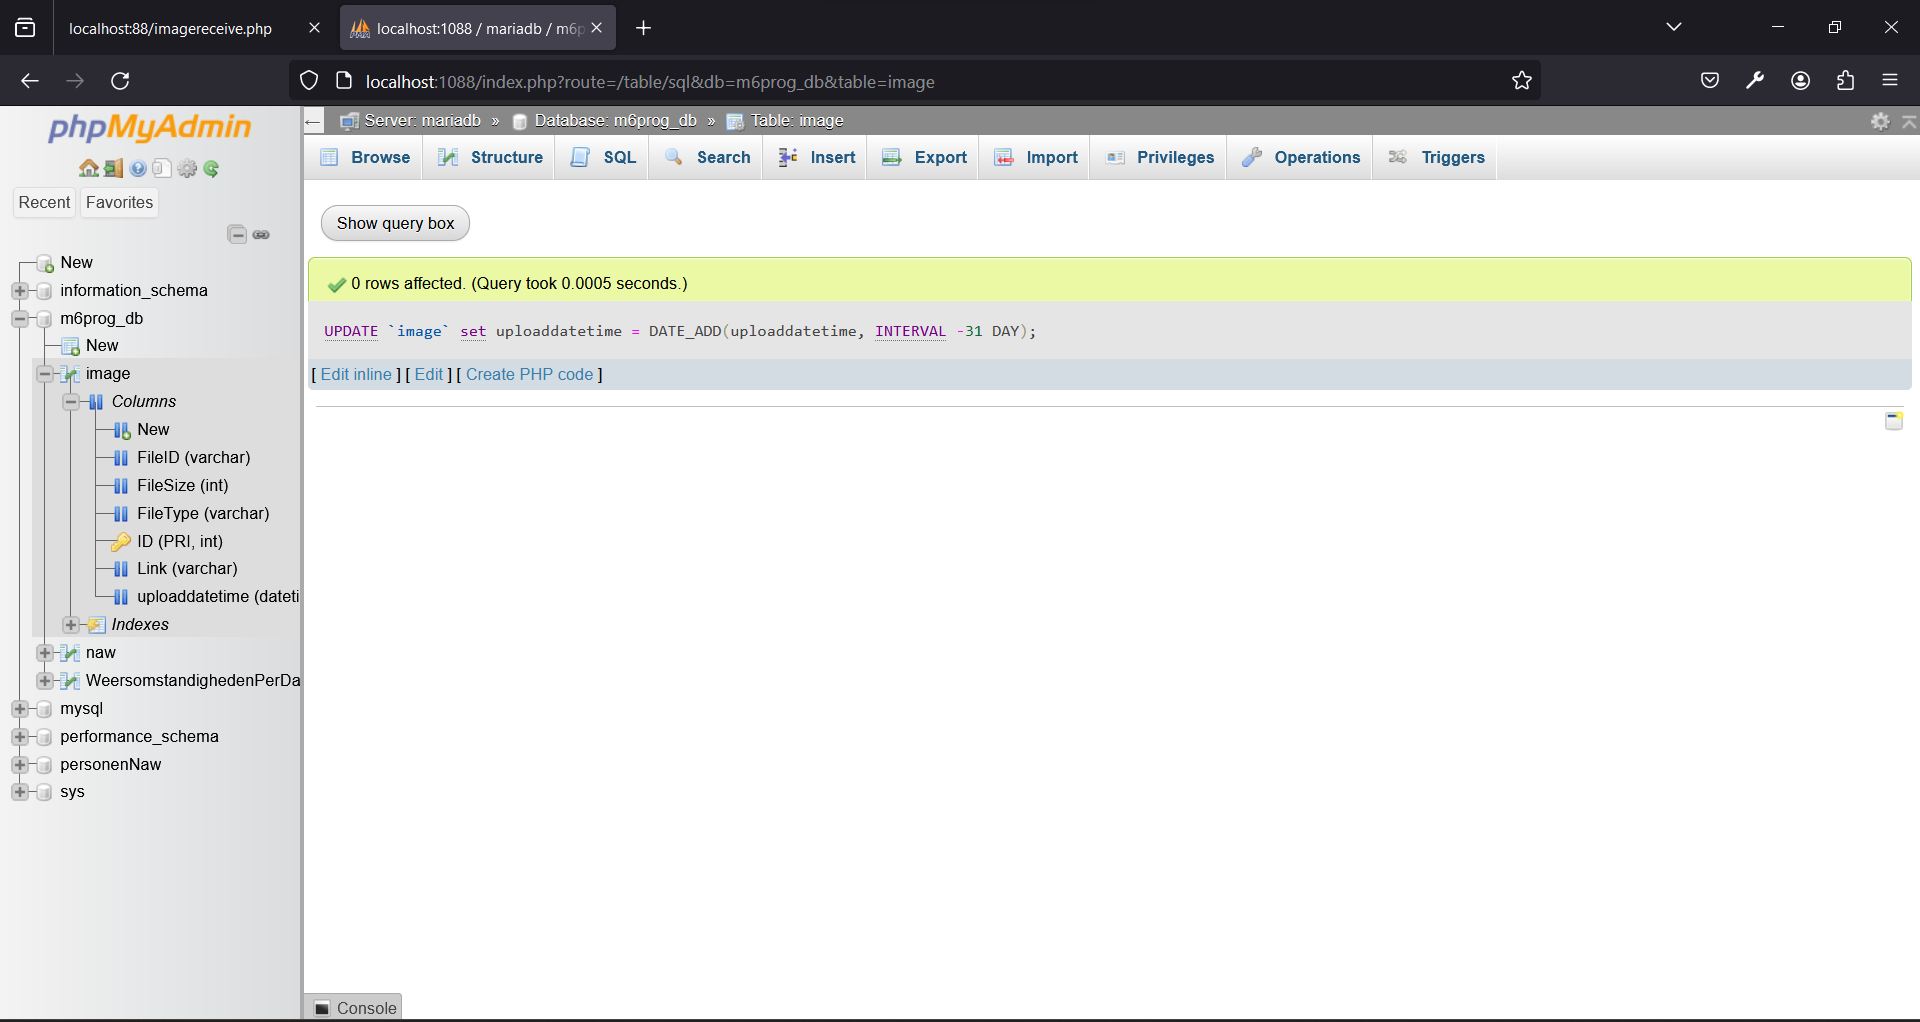 localhost:88/imagereceive.php
localhost:1088 / mariadb / m6p
localhost:1088/index.php?route=/table/sql&db=m6prog_db&table=image
phpMyAdmin
Recent
Favorites
New
information_schema
m6prog_db
New
image
Columns
New
FileID (varchar)
FileSize (int)
FileType (varchar)
ID (PRI, int)
Link (varchar)
uploaddatetime (dateti
Indexes
naw
WeersomstandighedenPerDa
mysql
performance_schema
personenNaw
sys
Server: mariadb » Database: m6prog_db » Table: image
Browse
Structure
SQL
Search
Insert
Export
Import
Privileges
Operations
Triggers
Show query box
0 rows affected. (Query took 0.0005 seconds.)
UPDATE `image` set uploaddatetime = DATE_ADD(uploaddatetime, INTERVAL -31 DAY);
[ Edit inline ] [ Edit ] [ Create PHP code ]
Console